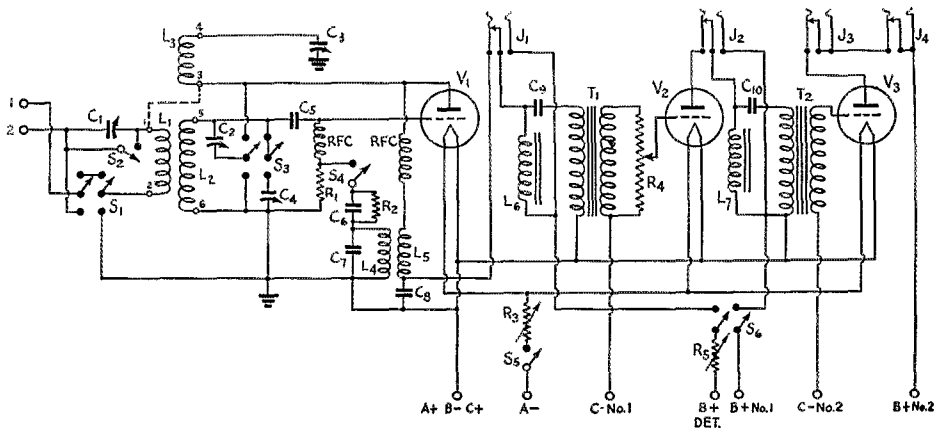 4
L3
C3
3
J1
J2
J3
J4
1
2
C1
1
L1
5
C2
C5
V1
C9
T1
V2
C10
T2
V3
S2
L2
S3
RFC
RFC
S4
R4
2
6
C4
R1
R2
L6
L7
S1
C6
C7
L4
L5
C8
R3
S5
R5
S6
A+ B- C+
A-
C-No.1
B+
DET.
B+No.1
C-No.2
B+No.2